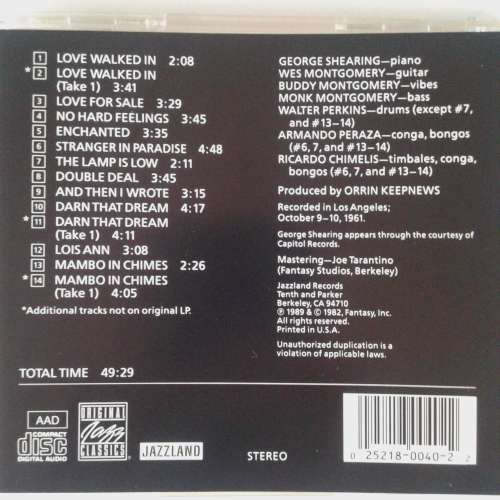 1 LOVE WALKED IN 2:08
*2 LOVE WALKED IN
(Take 1) 3:41
3 LOVE FOR SALE 3:29
4 NO HARD FEELINGS 3:45
5 ENCHANTED 3:35
6 STRANGER IN PARADISE 4:48
7 THE LAMP IS LOW 2:11
8 DOUBLE DEAL 3:45
9 AND THEN I WROTE 3:15
10 DARN THAT DREAM 4:17
*11 DARN THAT DREAM
(Take 1) 4:11
12 LOIS ANN 3:08
13 MAMBO IN CHIMES 2:26
*14 MAMBO IN CHIMES
(Take 1) 4:05
*Additional tracks not on original LP.
TOTAL TIME 49:29
GEORGE SHEARING—piano
WES MONTGOMERY—guitar
BUDDY MONTGOMERY—vibes
MONK MONTGOMERY—bass
WALTER PERKINS—drums (except #7,
and #13–14)
ARMANDO PERAZA—conga, bongos
(#6, 7, and #13–14)
RICARDO CHIMELIS—timbales, conga,
bongos (#6, 7, and #13–14)
Produced by ORRIN KEEPNEWS
Recorded in Los Angeles;
October 9–10, 1961.
George Shearing appears through the courtesy of
Capitol Records.
Mastering—Joe Tarantino
(Fantasy Studios, Berkeley)
Jazzland Records
Tenth and Parker
Berkeley, CA 94710
℗ 1989 & © 1982, Fantasy, Inc.
All rights reserved.
Printed in U.S.A.
Unauthorized duplication is a
violation of applicable laws.
AAD
COMPACT
disc
DIGITAL AUDIO
ORIGINAL
Jazz
CLASSICS
JAZZLAND
STEREO
0 25218-0040-2 2